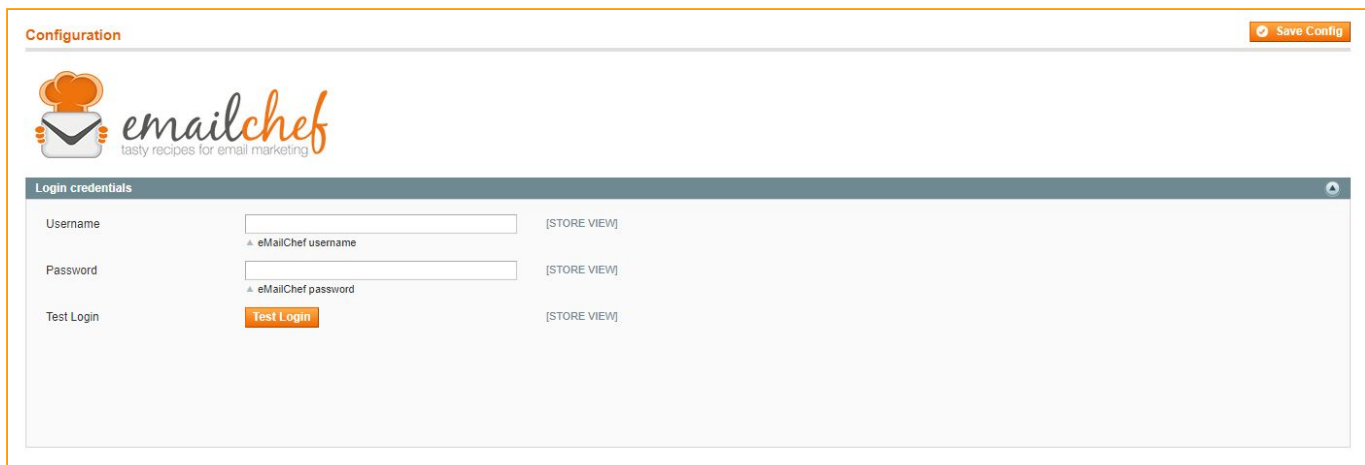 Configuration
Save Config
emailchef
tasty recipes for email marketing
Login credentials
Username [STORE VIEW]
eMailChef username
Password [STORE VIEW]
eMailChef password
Test Login Test Login [STORE VIEW]